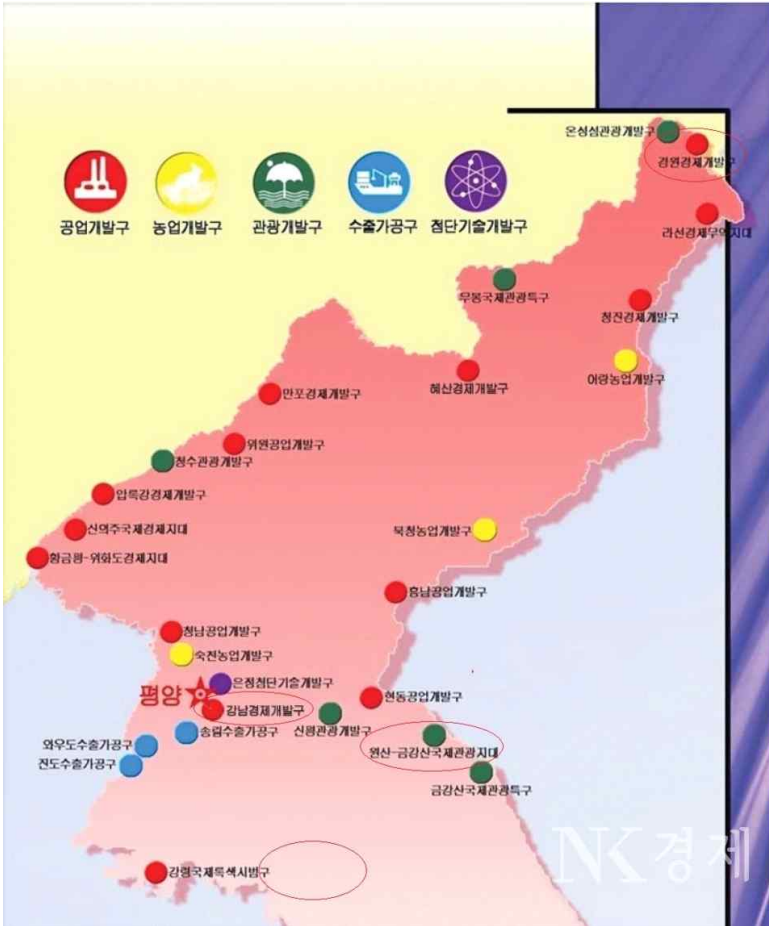 온성섬관광개발구
경원경제개발구
공업개발구 농업개발구 관광개발구 수출가공구 첨단기술개발구
라선경제무역지대
무봉국제관광특구
청진경제개발구
어랑농업개발구
혜산경제개발구
만포경제개발구
위원공업개발구
청수관광개발구
압록강경제개발구
신의주국제경제지대
북청농업개발구
황금평-위화도경제지대
흥남공업개발구
청남공업개발구
숙천농업개발구
은정첨단기술개발구
평양
현동공업개발구
강남경제개발구
송림수출가공구
신평관광개발구
와우도수출가공구
원산-금강산국제관광지대
진도수출가공구
금강산국제관광특구
NK경제
강령국제록색시범구